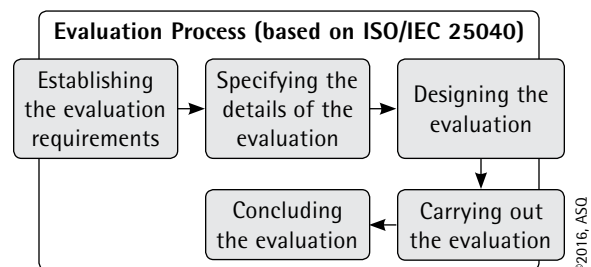 Evaluation Process (based on ISO/IEC 25040)
Establishing
the evaluation
requirements
Specifying the
details of the
evaluation
Designing the
evaluation
Concluding
the evaluation
Carrying out
the evaluation
©2016, ASQ